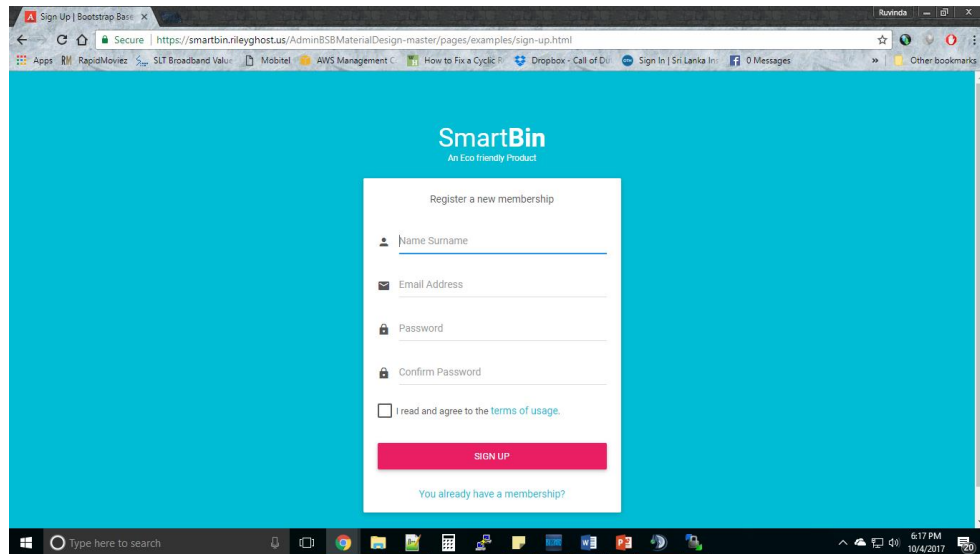 Sign Up | Bootstrap Base
Ruvinda
Secure | https://smartbin.rileyghost.us/AdminBSBMaterialDesign-master/pages/examples/sign-up.html
Apps RapidMoviez SLT Broadband Value Mobitel AWS Management C How to Fix a Cyclic R Dropbox - Call of Du Sign In | Sri Lanka In 0 Messages » Other bookmarks
SmartBin
An Eco friendly Product
Register a new membership
Name Surname
Email Address
Password
Confirm Password
I read and agree to the terms of usage.
SIGN UP
You already have a membership?
Type here to search
6:17 PM
10/4/2017
20